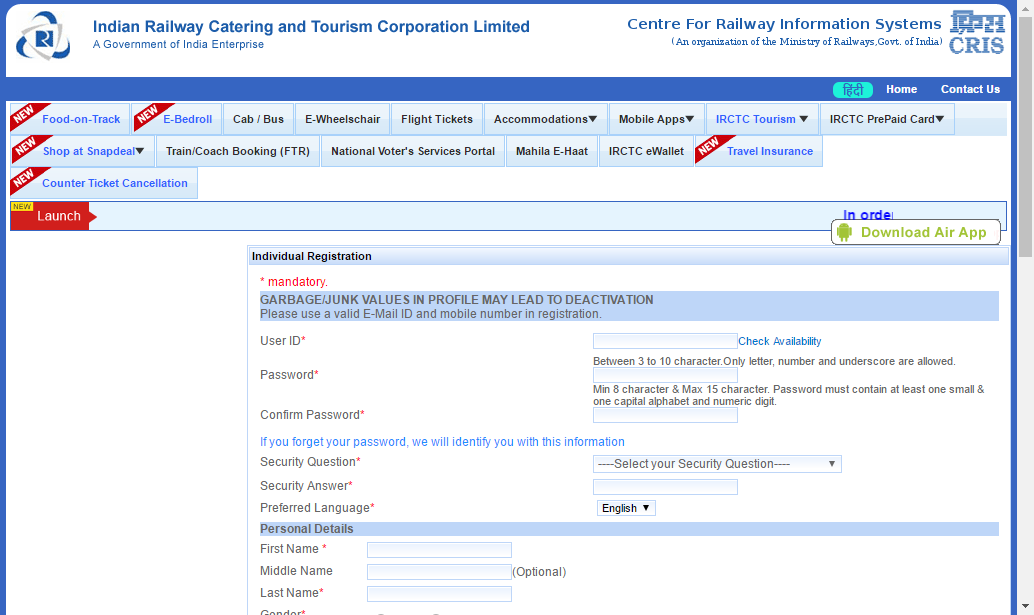 Indian Railway Catering and Tourism Corporation Limited
A Government of India Enterprise
Centre For Railway Information Systems
(An organization of the Ministry of Railways,Govt. of India)
CRIS
हिंदी Home Contact Us
NEW Food-on-Track NEW E-Bedroll Cab / Bus E-Wheelschair Flight Tickets Accommodations▼ Mobile Apps▼ IRCTC Tourism ▼ IRCTC PrePaid Card▼
NEW Shop at Snapdeal▼ Train/Coach Booking (FTR) National Voter's Services Portal Mahila E-Haat IRCTC eWallet NEW Travel Insurance
NEW Counter Ticket Cancellation
NEW Launch In orde
Download Air App
Individual Registration
* mandatory.
GARBAGE/JUNK VALUES IN PROFILE MAY LEAD TO DEACTIVATION
Please use a valid E-Mail ID and mobile number in registration.
User ID* Check Availability
Between 3 to 10 character.Only letter, number and underscore are allowed.
Password*
Min 8 character & Max 15 character. Password must contain at least one small &
one capital alphabet and numeric digit.
Confirm Password*
If you forget your password, we will identify you with this information
Security Question* ----Select your Security Question---- ▼
Security Answer*
Preferred Language* English ▼
Personal Details
First Name *
Middle Name (Optional)
Last Name*
Gender*